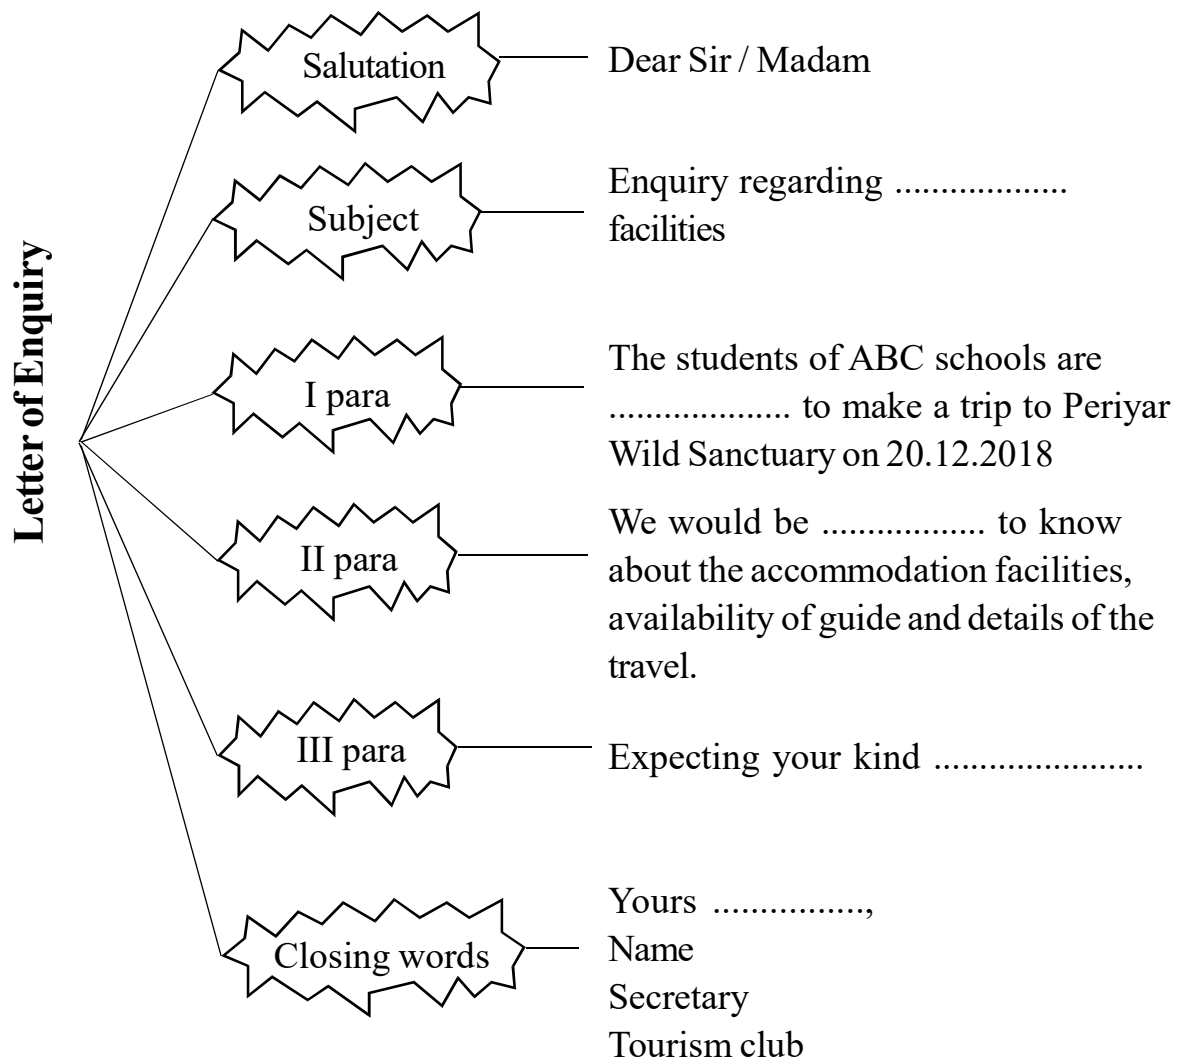 Letter of Enquiry
Salutation
Dear Sir / Madam
Subject
Enquiry regarding ...................
facilities
I para
The students of ABC schools are
.................... to make a trip to Periyar
Wild Sanctuary on 20.12.2018
II para
We would be .................. to know
about the accommodation facilities,
availability of guide and details of the
travel.
III para
Expecting your kind ......................
Closing words
Yours ................,
Name
Secretary
Tourism club